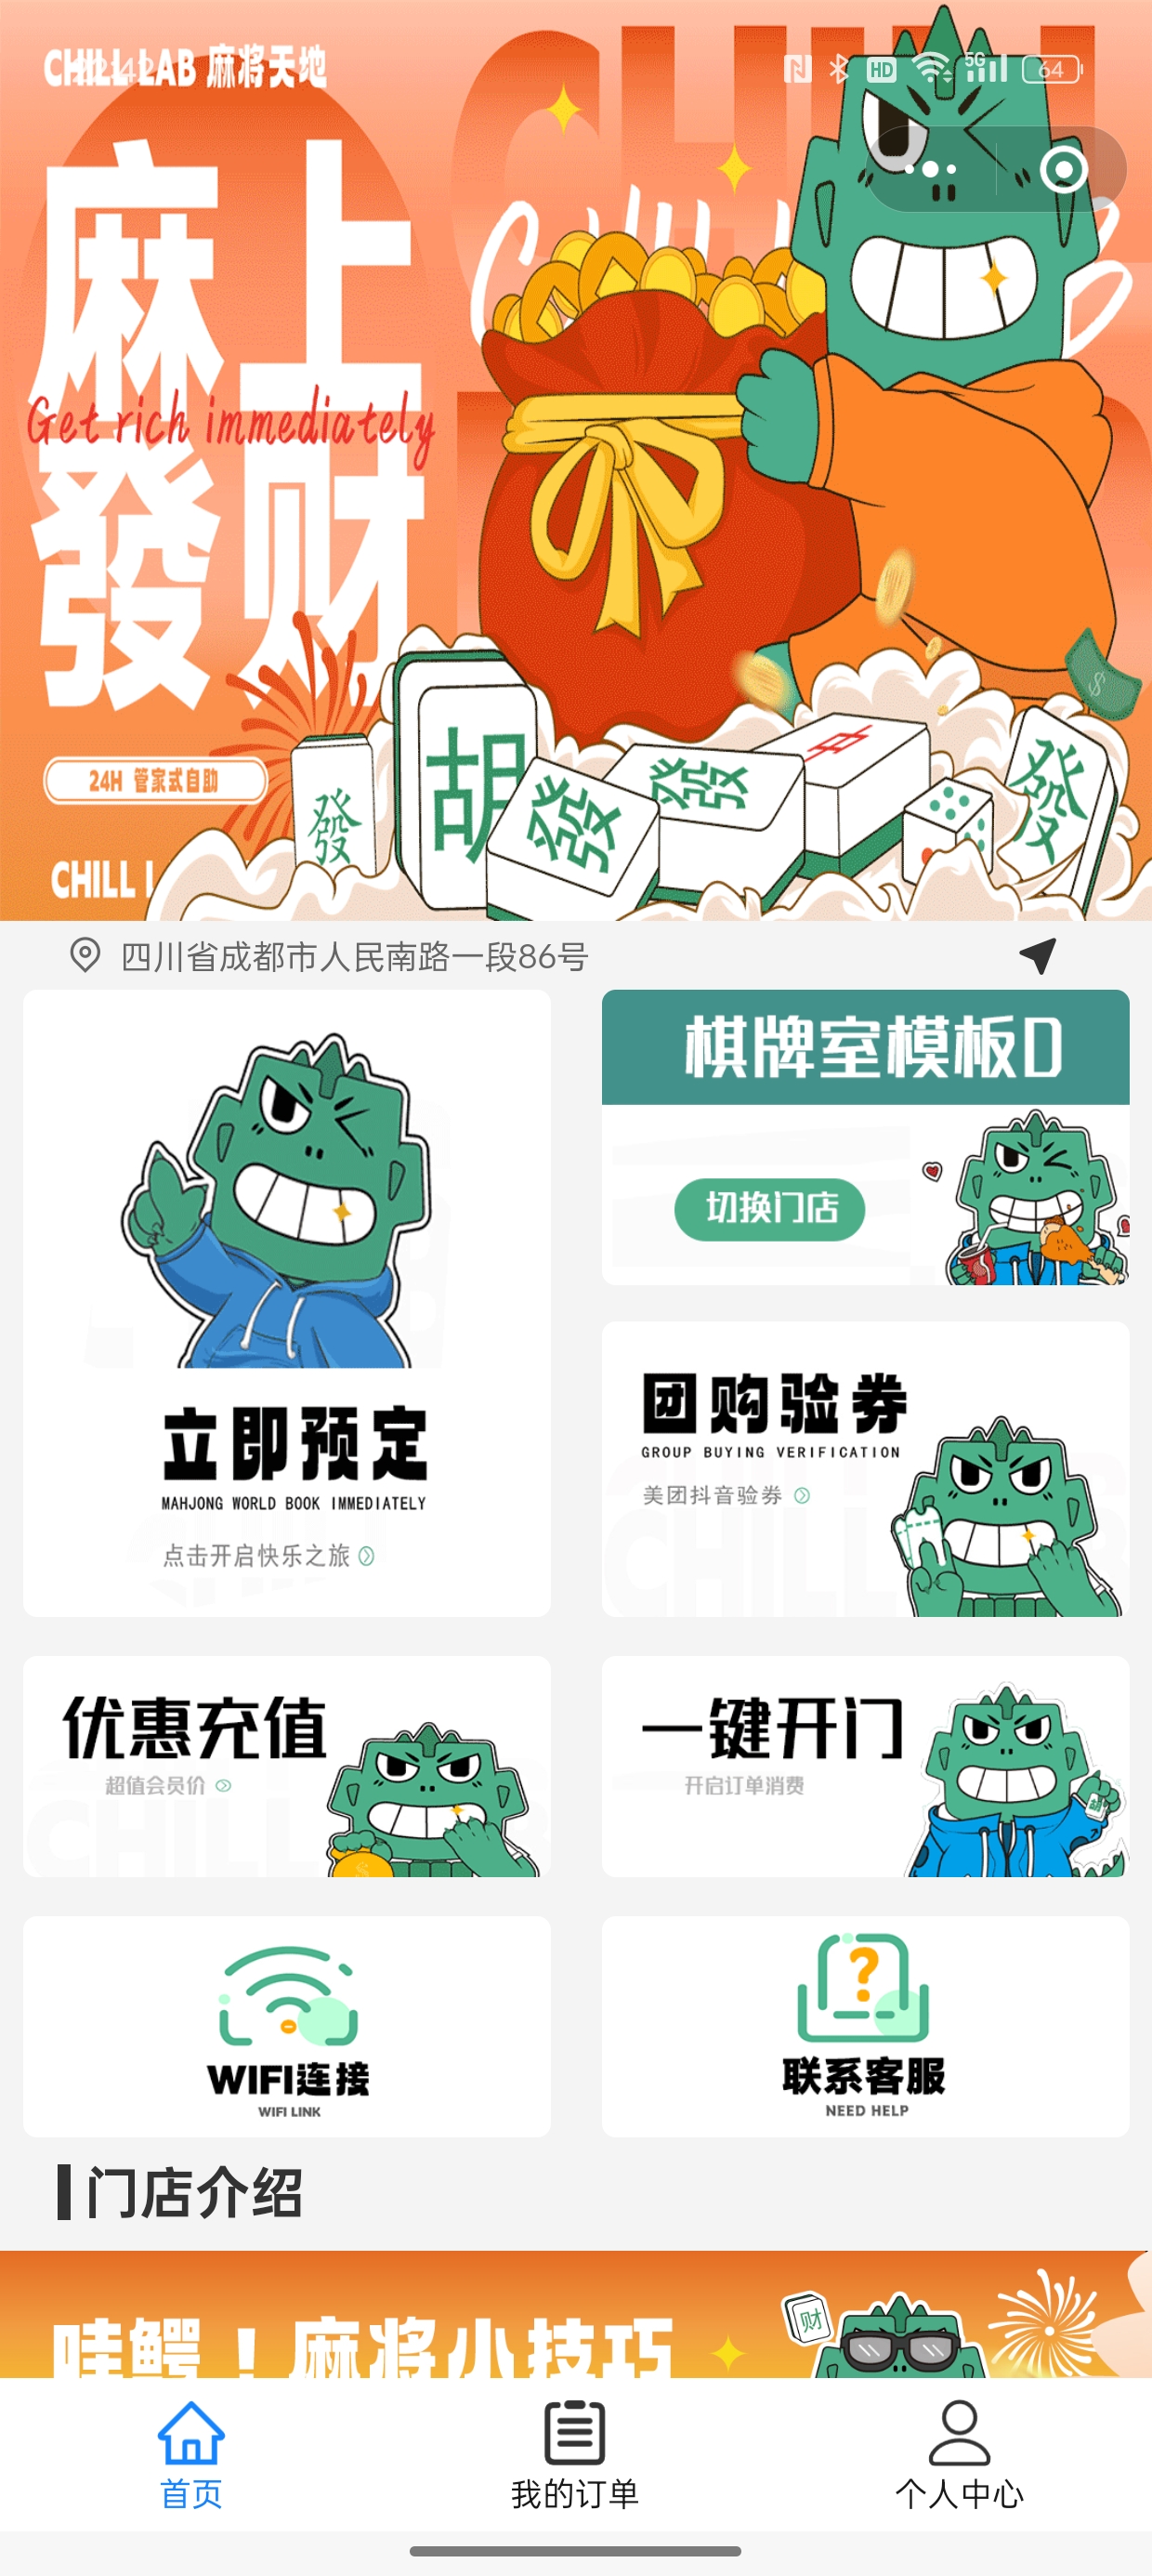 CHILL LAB 麻将天地
HD
5G
64
麻上
Get rich immediately
發财
24H 管家式自助
CHILL L
發
胡
發
發
中
發
四川省成都市人民南路一段86号
棋牌室模板D
切换门店
立即预定
MAHJONG WORLD BOOK IMMEDIATELY
点击开启快乐之旅
团购验券
GROUP BUYING VERIFICATION
美团抖音验券
优惠充值
超值会员价
一键开门
开启订单消费
胡
WIFI连接
WIFI LINK
联系客服
NEED HELP
门店介绍
哇鳄！麻将小技巧
财
首页
我的订单
个人中心